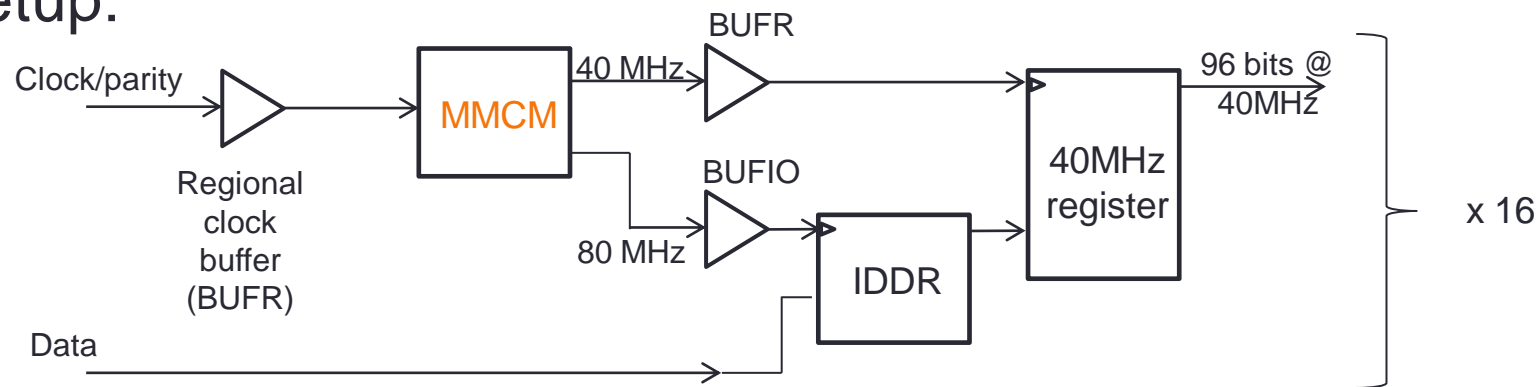 etup:
BUFR
Clock/parity
40 MHz
96 bits @
40MHz
MMCM
40MHz
register
BUFIO
Regional
clock
buffer
(BUFR)
x 16
80 MHz
IDDR
Data